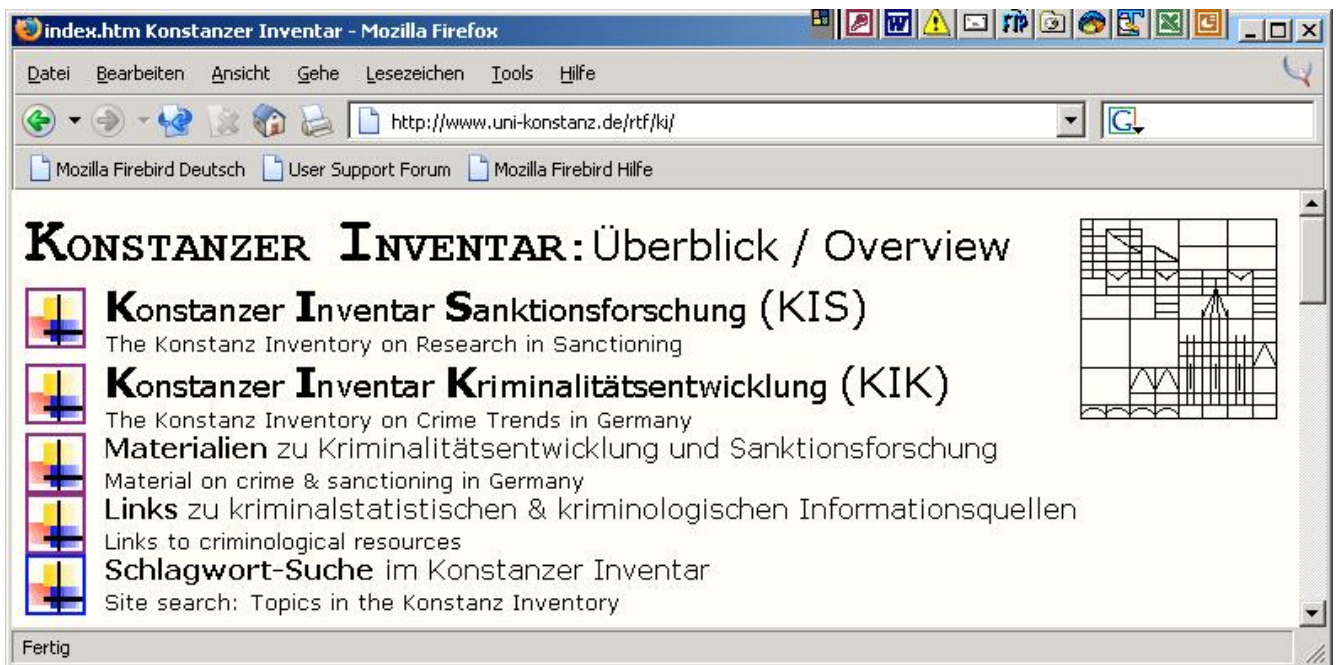 index.htm Konstanzer Inventar - Mozilla Firefox
Datei Bearbeiten Ansicht Gehe Lesezeichen Tools Hilfe
http://www.uni-konstanz.de/rtf/ki/ G
Mozilla Firebird Deutsch User Support Forum Mozilla Firebird Hilfe
KONSTANZER INVENTAR: Überblick / Overview
Konstanzer Inventar Sanktionsforschung (KIS)
The Konstanz Inventory on Research in Sanctioning
Konstanzer Inventar Kriminalitätsentwicklung (KIK)
The Konstanz Inventory on Crime Trends in Germany
Materialien zu Kriminalitätsentwicklung und Sanktionsforschung
Material on crime & sanctioning in Germany
Links zu kriminalstatistischen & kriminologischen Informationsquellen
Links to criminological resources
Schlagwort-Suche im Konstanzer Inventar
Site search: Topics in the Konstanz Inventory
Fertig